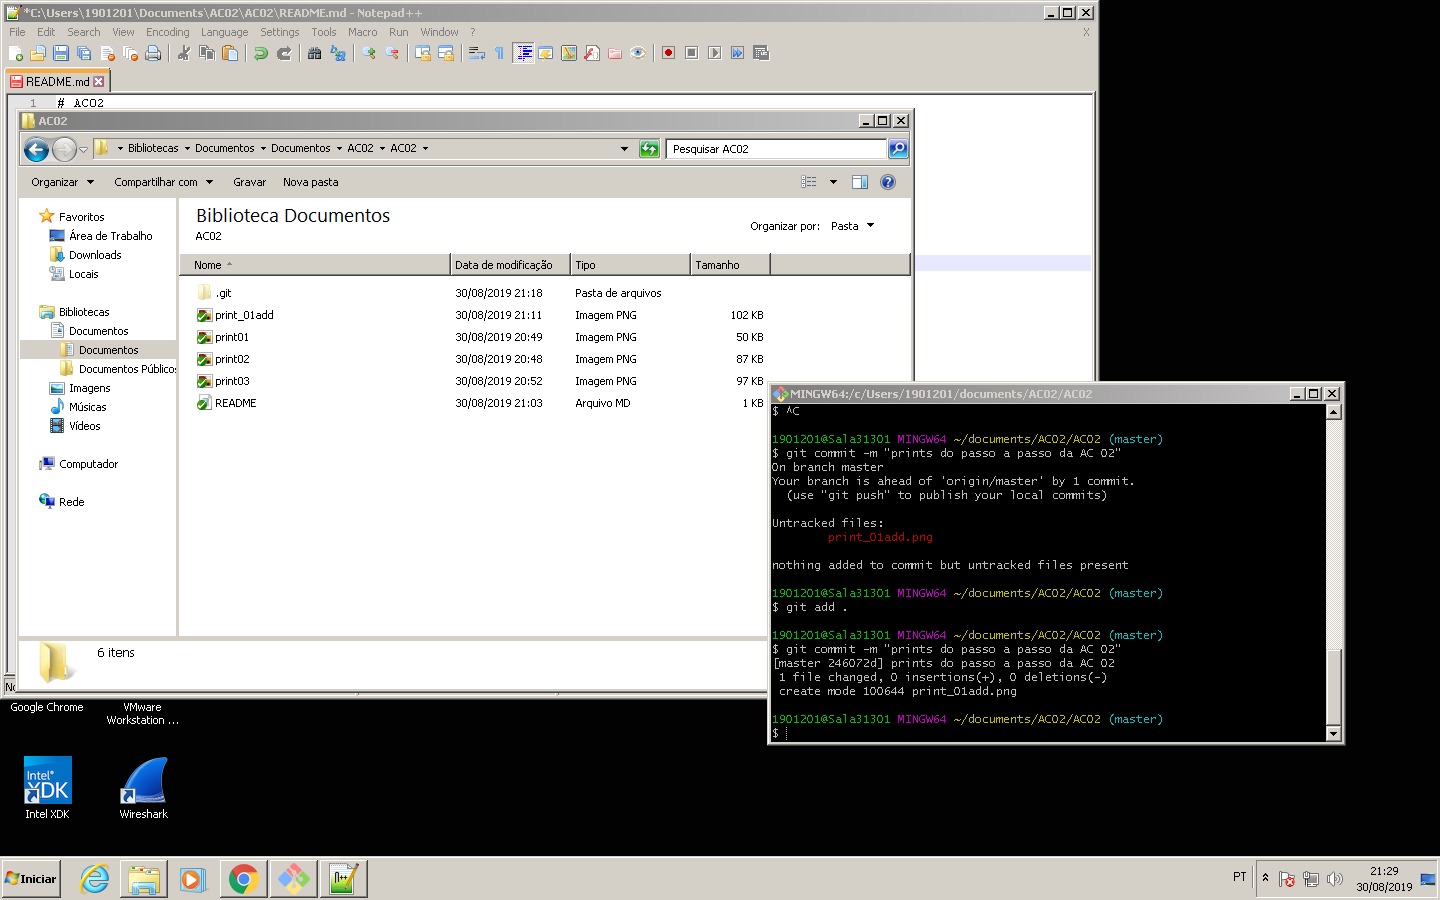 *C:\Users\1901201\Documents\AC02\AC02\README.md - Notepad++
File Edit Search View Encoding Language Settings Tools Macro Run Window ? X
README.md
1 # AC02
AC02
Bibliotecas Documentos Documents AC02 AC02
Pesquisar AC02
Organizar Compartilhar com Gravar Nova pasta
Favoritos
Área de Trabalho
Downloads
Locais
Bibliotecas
Documentos
Documentos
Documentos Públicos
Imagens
Músicas
Vídeos
Computador
Rede
Biblioteca Documentos
AC02
Organizar por: Pasta
Nome Data de modificação Tipo Tamanho
.git 30/08/2019 21:18 Pasta de arquivos
print_01add 30/08/2019 21:11 Imagem PNG 102 KB
print01 30/08/2019 20:49 Imagem PNG 50 KB
print02 30/08/2019 20:48 Imagem PNG 87 KB
print03 30/08/2019 20:52 Imagem PNG 97 KB
README 30/08/2019 21:03 Arquivo MD 1 KB
6 itens
MINGW64:/c/Users/1901201/documents/AC02/AC02
$ ^C
1901201@Sala31301 MINGW64 ~/documents/AC02/AC02 (master)
$ git commit -m "prints do passo a passo da AC 02"
On branch master
Your branch is ahead of 'origin/master' by 1 commit.
(use "git push" to publish your local commits)
Untracked files:
print_01add.png
nothing added to commit but untracked files present
1901201@Sala31301 MINGW64 ~/documents/AC02/AC02 (master)
$ git add .
1901201@Sala31301 MINGW64 ~/documents/AC02/AC02 (master)
$ git commit -m "prints do passo a passo da AC 02"
[master 246072d] prints do passo a passo da AC 02
1 file changed, 0 insertions(+), 0 deletions(-)
create mode 100644 print_01add.png
1901201@Sala31301 MINGW64 ~/documents/AC02/AC02 (master)
$
Google Chrome
VMware
Workstation ...
intel
XDK
Intel XDK
Wireshark
Iniciar
PT
21:29
30/08/2019